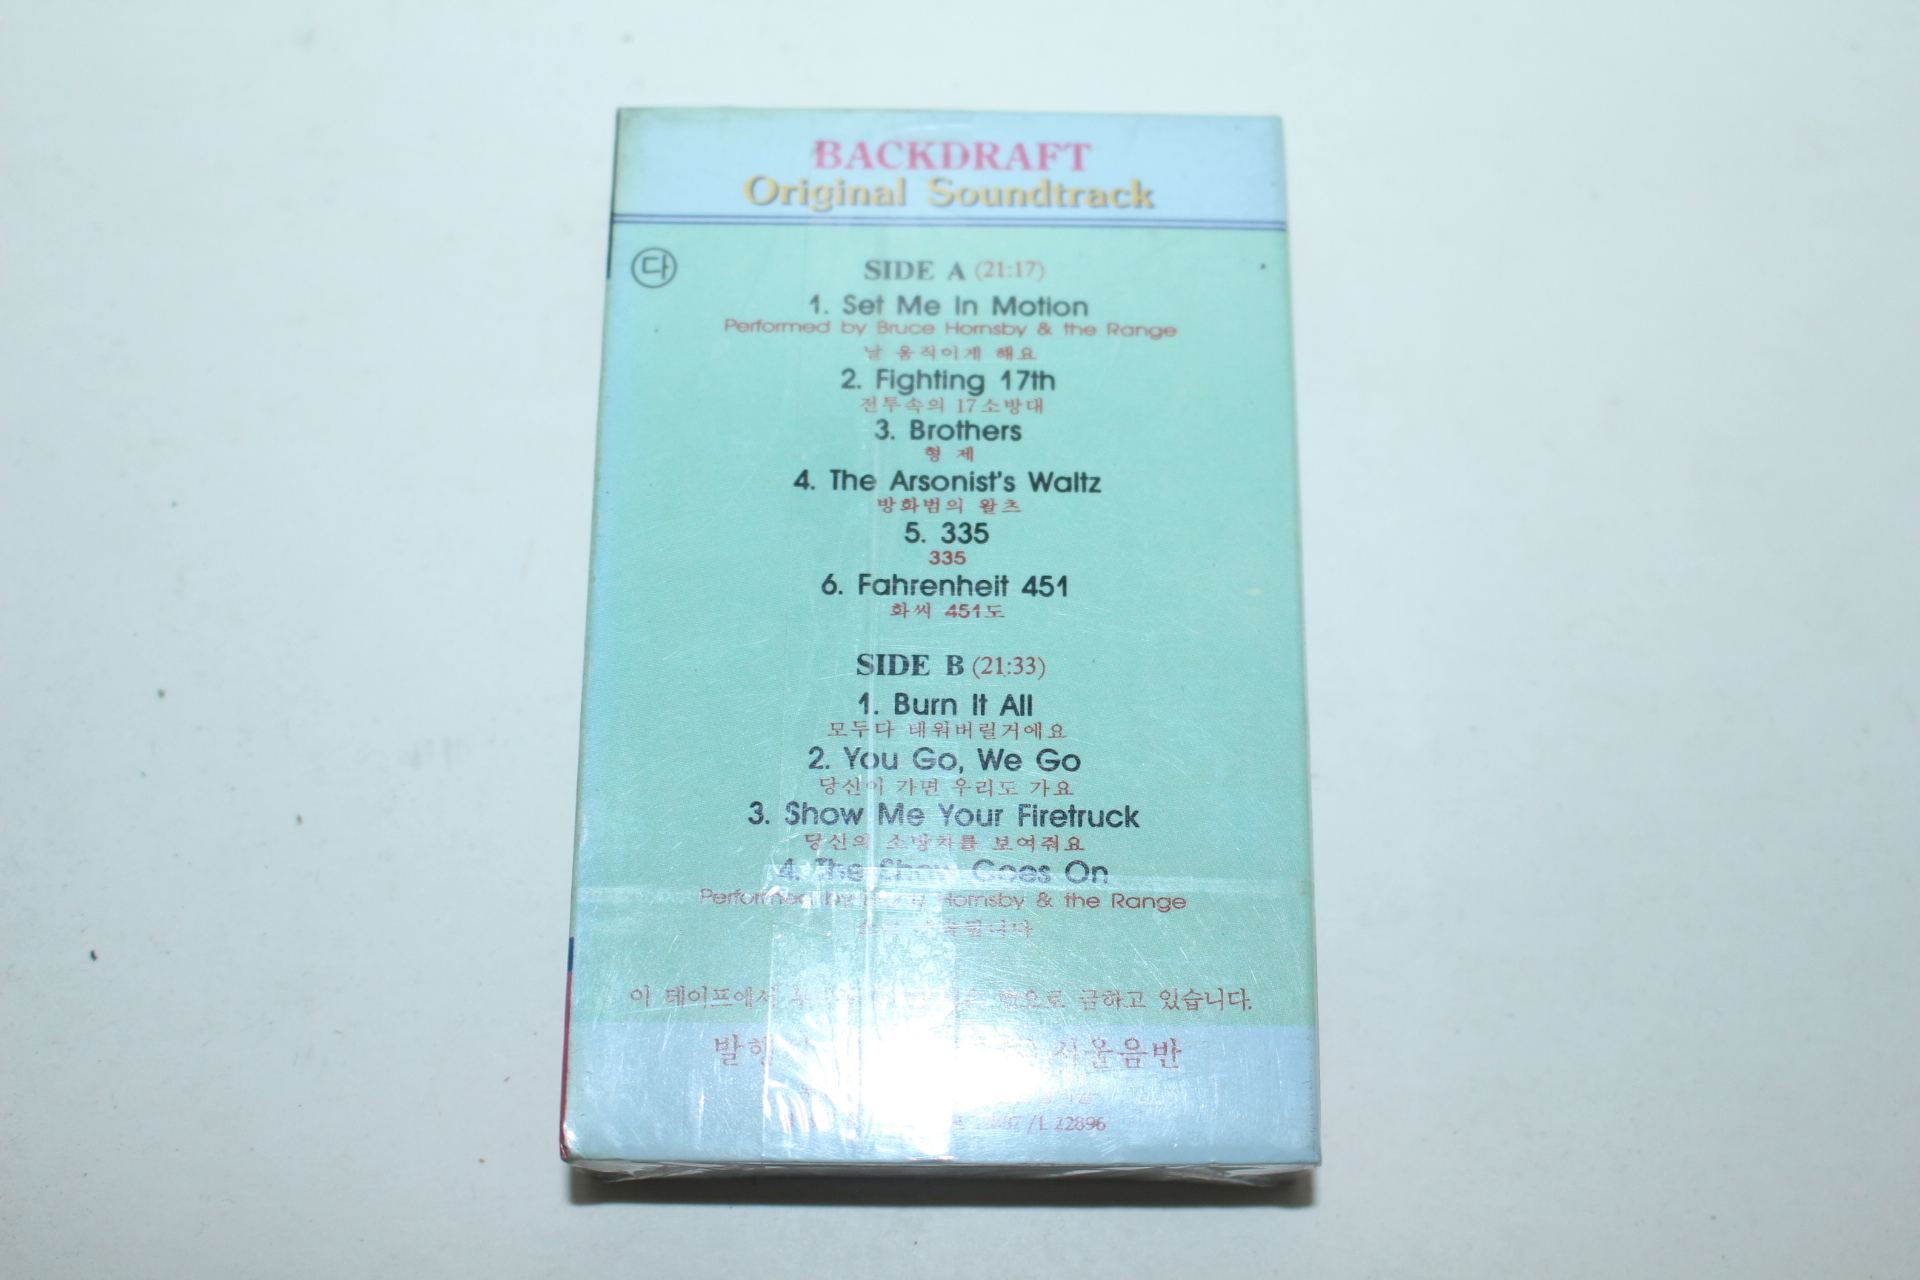 BACKDRAFT
Original Soundtrack
다
SIDE A (21:17)
1. Set Me In Motion
Performed by Bruce Hornsby & the Range
날 움직이게 해요
2. Fighting 17th
전투속의 17소방대
3. Brothers
형 제
4. The Arsonist's Waltz
방화범의 왈츠
5. 335
335
6. Fahrenheit 451
화씨 451도
SIDE B (21:33)
1. Burn It All
모두다 태워버릴거에요
2. You Go, We Go
당신이 가면 우리도 가요
3. Show Me Your Firetruck
당신의 소방차를 보여줘요
4. The Show Goes On
Performed by Hornsby & the Range
이 테이프에서 금하고 있습니다.
서울음반
/L 22896